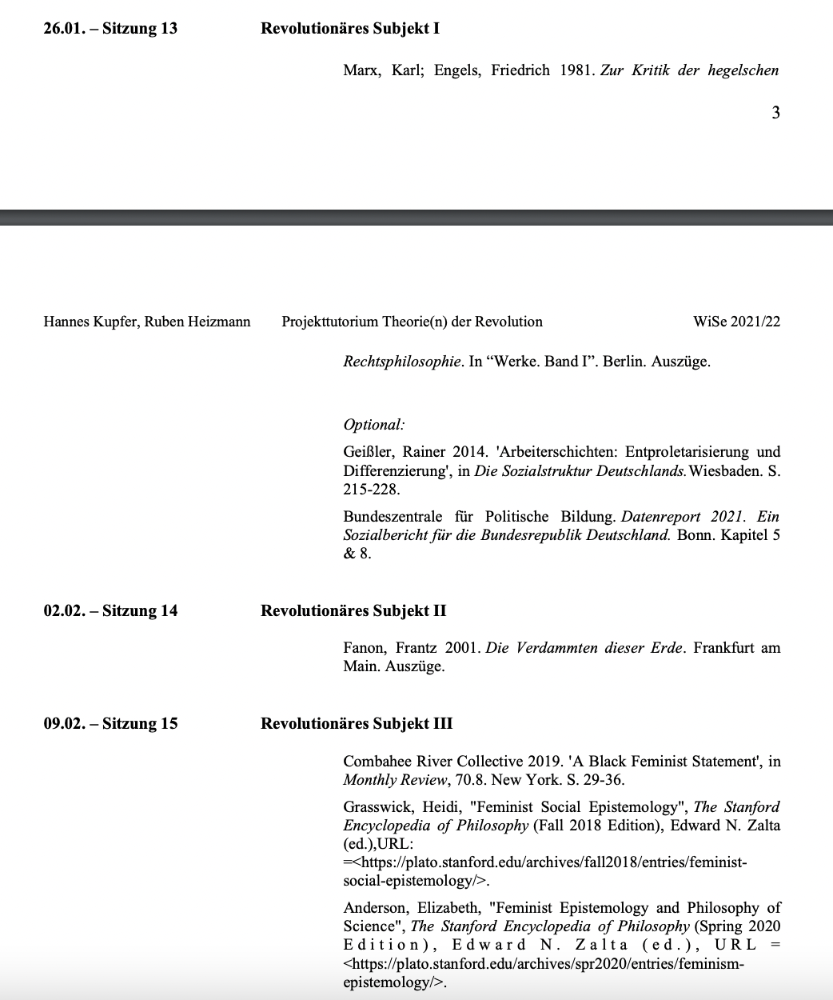 26.01. – Sitzung 13 Revolutionäres Subjekt I
Marx, Karl; Engels, Friedrich 1981. Zur Kritik der hegelschen
3
Hannes Kupfer, Ruben Heizmann Projekttutorium Theorie(n) der Revolution WiSe 2021/22
Rechtsphilosophie. In “Werke. Band I”. Berlin. Auszüge.
Optional:
Geißler, Rainer 2014. 'Arbeiterschichten: Entproletarisierung und
Differenzierung', in Die Sozialstruktur Deutschlands. Wiesbaden. S.
215-228.
Bundeszentrale für Politische Bildung. Datenreport 2021. Ein
Sozialbericht für die Bundesrepublik Deutschland. Bonn. Kapitel 5
& 8.
02.02. – Sitzung 14 Revolutionäres Subjekt II
Fanon, Frantz 2001. Die Verdammten dieser Erde. Frankfurt am
Main. Auszüge.
09.02. – Sitzung 15 Revolutionäres Subjekt III
Combahee River Collective 2019. 'A Black Feminist Statement', in
Monthly Review, 70.8. New York. S. 29-36.
Grasswick, Heidi, "Feminist Social Epistemology", The Stanford
Encyclopedia of Philosophy (Fall 2018 Edition), Edward N. Zalta
(ed.),URL:
=<https://plato.stanford.edu/archives/fall2018/entries/feminist-
social-epistemology/>.
Anderson, Elizabeth, "Feminist Epistemology and Philosophy of
Science", The Stanford Encyclopedia of Philosophy (Spring 2020
Edition), Edward N. Zalta (ed.), URL =
<https://plato.stanford.edu/archives/spr2020/entries/feminism-
epistemology/>.